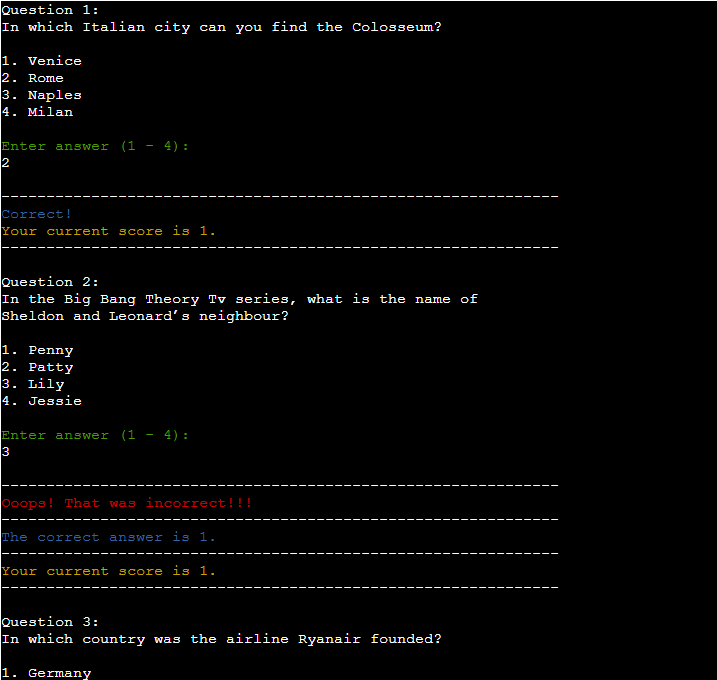 Question 1:
In which Italian city can you find the Colosseum?
1. Venice
2. Rome
3. Naples
4. Milan
Enter answer (1 - 4):
2
--------------------------------------------------------------
Correct!
Your current score is 1.
--------------------------------------------------------------
Question 2:
In the Big Bang Theory Tv series, what is the name of
Sheldon and Leonard’s neighbour?
1. Penny
2. Patty
3. Lily
4. Jessie
Enter answer (1 - 4):
3
--------------------------------------------------------------
Ooops! That was incorrect!!!
--------------------------------------------------------------
The correct answer is 1.
--------------------------------------------------------------
Your current score is 1.
--------------------------------------------------------------
Question 3:
In which country was the airline Ryanair founded?
1. Germany